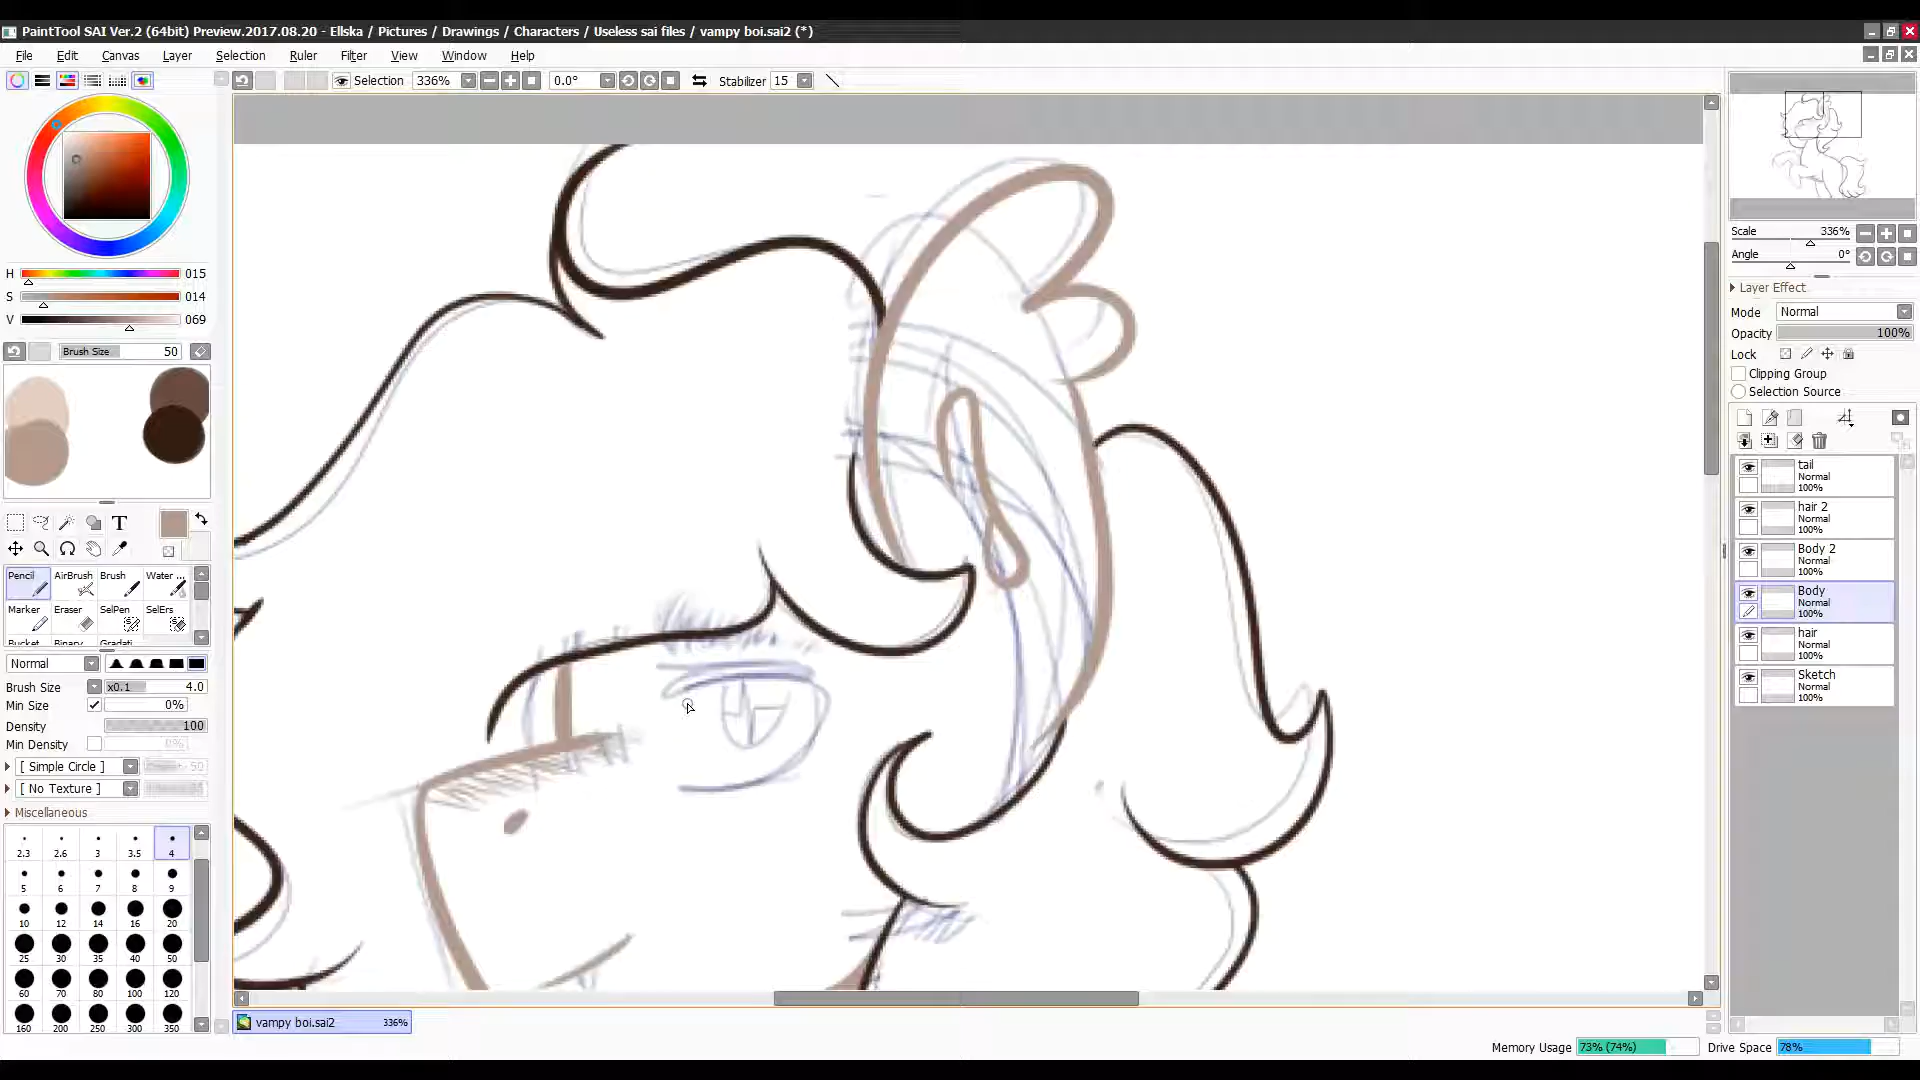 PaintTool SAI Ver.2 (64bit) Preview.2017.08.20 - Ellska / Pictures / Drawings / Characters / Useless sai files / vampy boi.sai2 (*)
File Edit Canvas Layer Selection Ruler Filter View Window Help
Selection 336% 0.0° Stabilizer 15
H 015
S 014
V 069
Brush Size 50
T
Pencil AirBrush Brush Water ...
Marker Eraser SelPen SelErs
Bucket Binary Gradati
Normal
Brush Size x0.1 4.0
Min Size 0%
Density 100
Min Density 0%
[ Simple Circle ] 50
[ No Texture ]
Miscellaneous
2.3 2.6 3 3.5 4
5 6 7 8 9
10 12 14 16 20
25 30 35 40 50
60 70 80 100 120
160 200 250 300 350
vampy boi.sai2 336%
Scale 336%
Angle 0°
Layer Effect
Mode Normal
Opacity 100%
Lock
Clipping Group
Selection Source
tail
Normal
100%
hair 2
Normal
100%
Body 2
Normal
100%
Body
Normal
100%
hair
Normal
100%
Sketch
Normal
100%
Memory Usage 73% (74%) Drive Space 78%